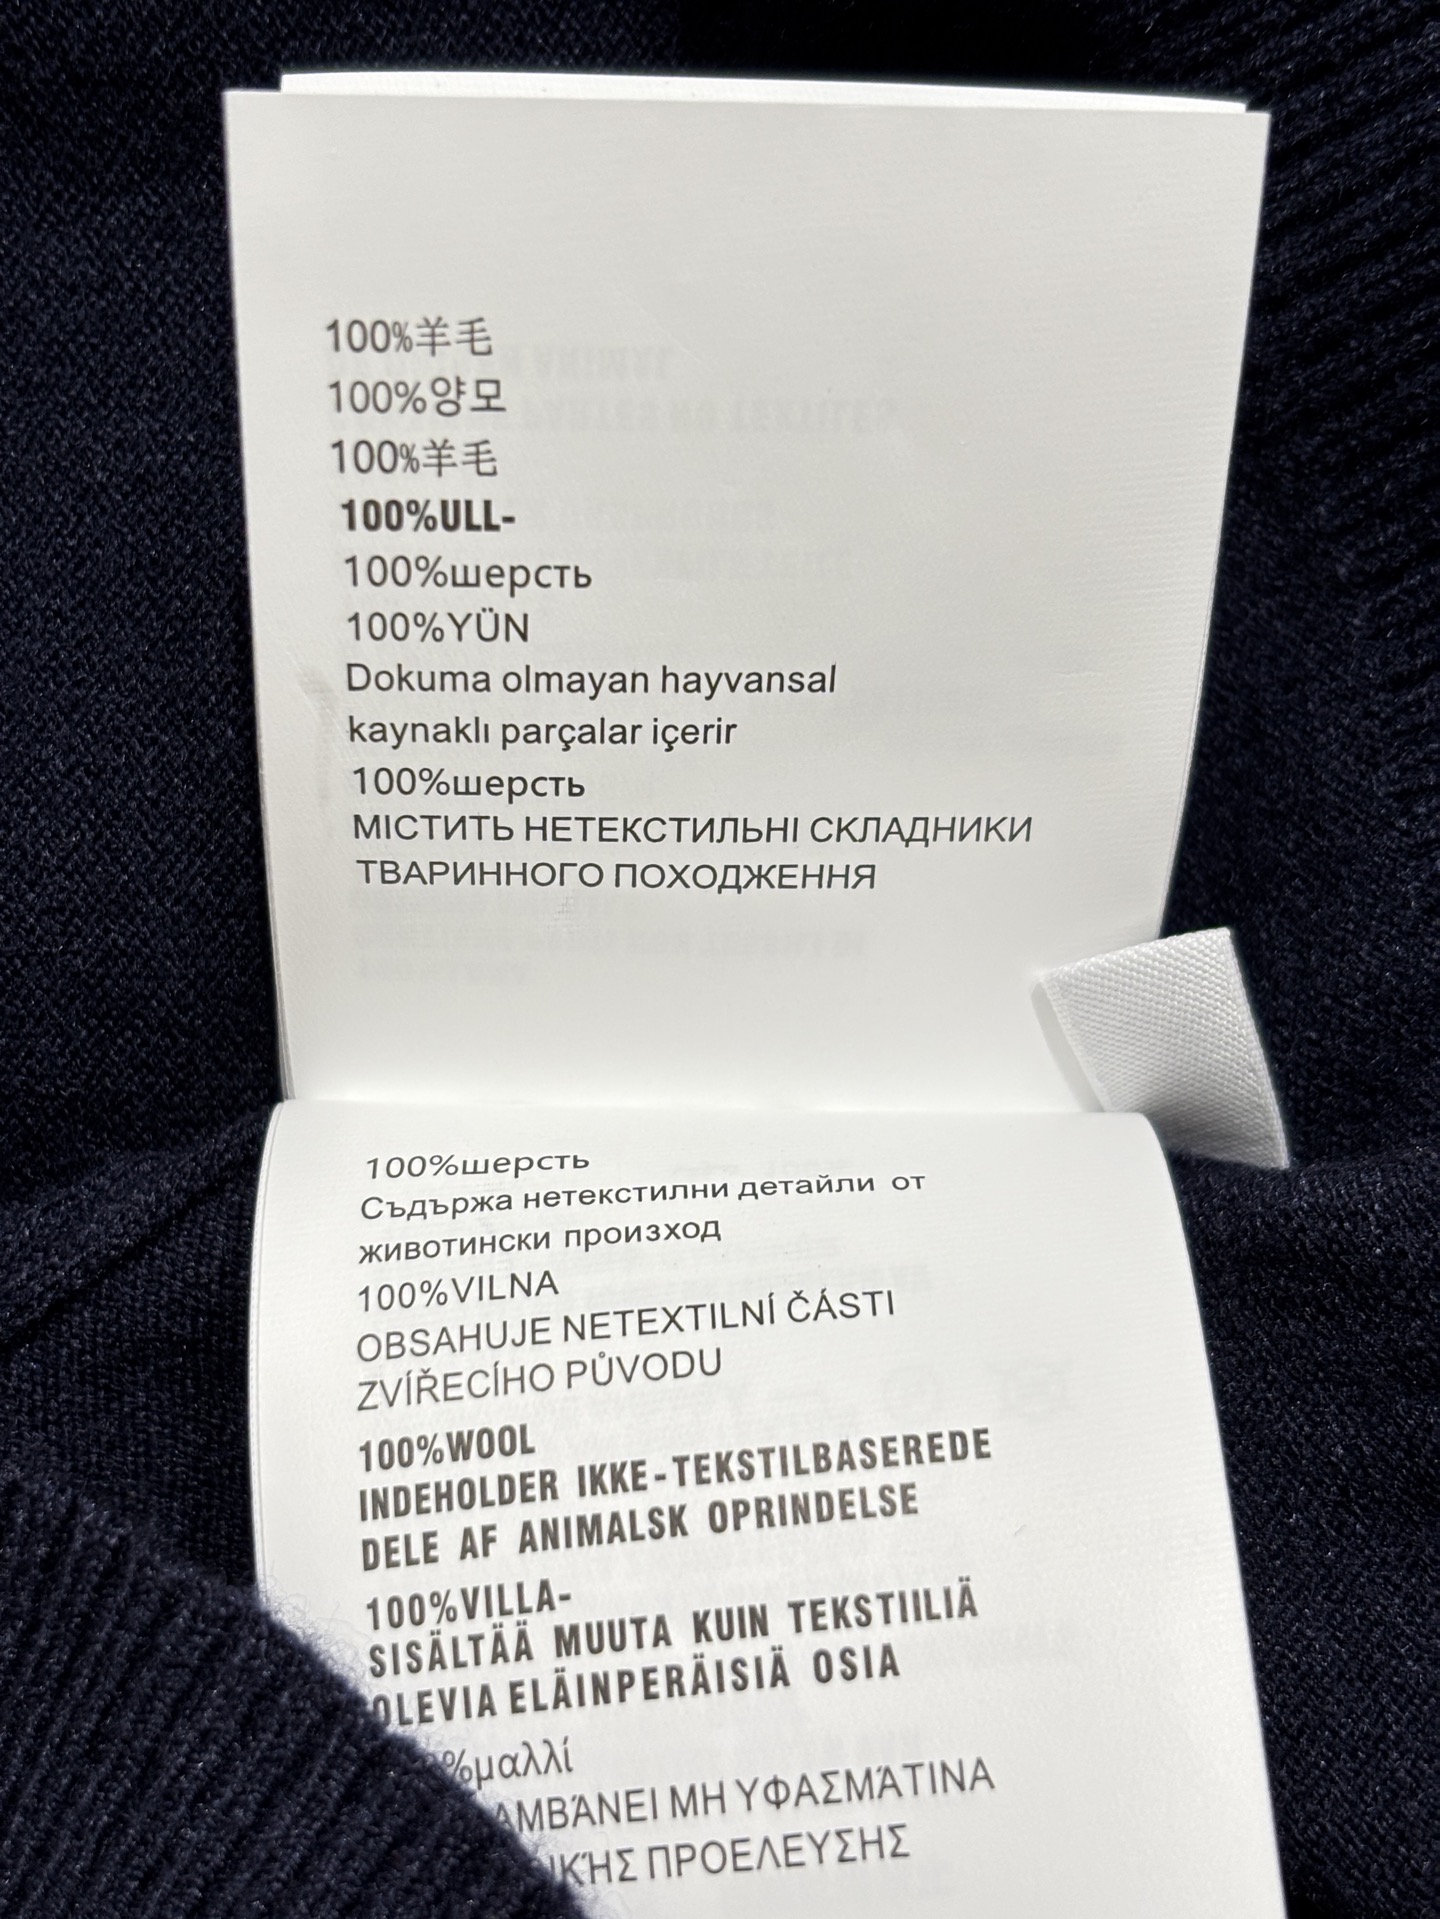 100%羊毛
100%양모
100%羊毛
100%ULL-
100%шерсть
100%YÜN
Dokuma olmayan hayvansal
kaynaklı parçalar içerir
100%шерсть
МІСТИТЬ НЕТЕКСТИЛЬНІ СКЛАДНИКИ
ТВАРИННОГО ПОХОДЖЕННЯ
100%шерсть
Съдържа нетекстилни детайли от
животински произход
100%VILNA
OBSAHUJE NETEXTILNÍ ČÁSTI
ZVÍŘECÍHO PŮVODU
100%WOOL
INDEHOLDER IKKE-TEKSTILBASEREDE
DELE AF ANIMALSK OPRINDELSE
100%VILLA-
SISÄLTÄÄ MUUTA KUIN TEKSTIILIÄ
OLEVIA ELÄINPERÄISIÄ OSIA
%μαλλί
ΑΜΒΆΝΕΙ ΜΗ ΥΦΑΣΜΆΤΙΝΑ
ΙΚΉΣ ΠΡΟΕΛΕΥΣΗΣ